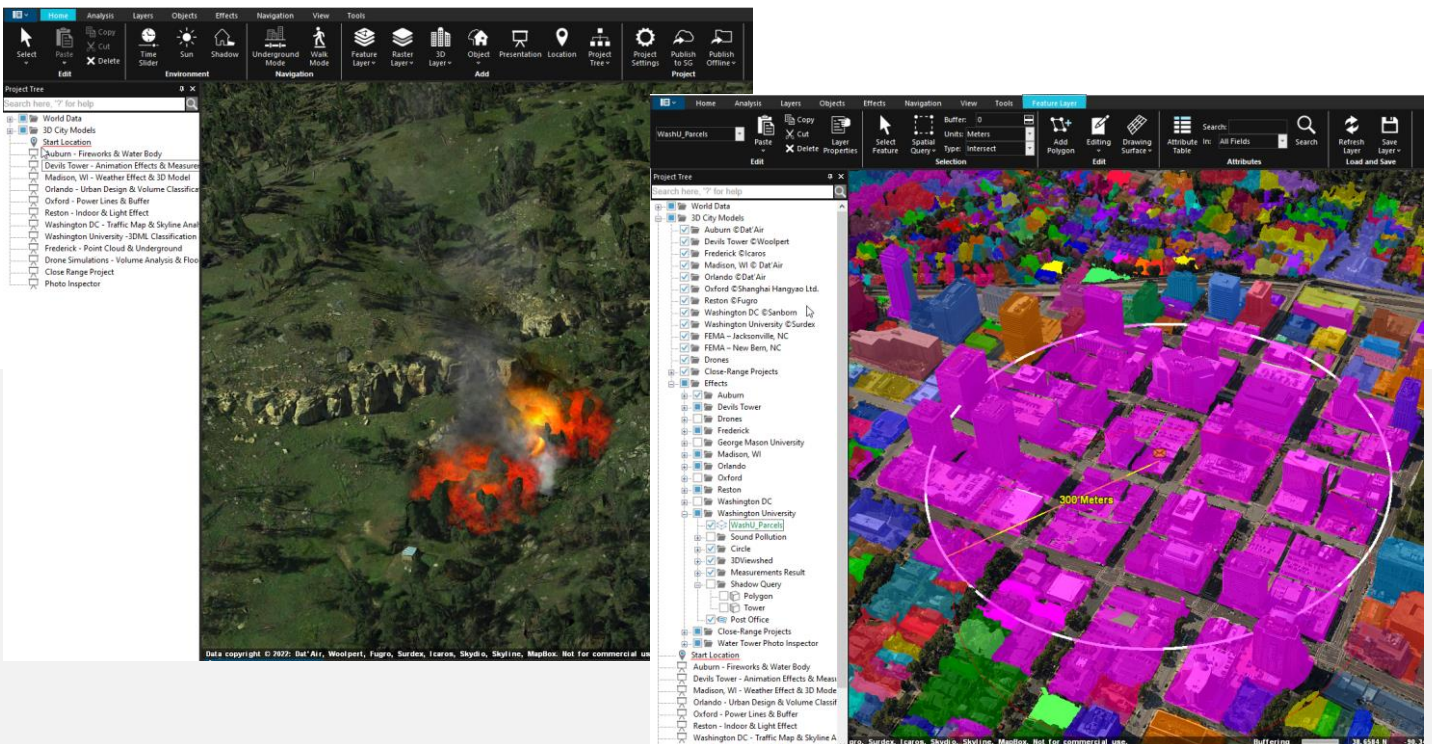 Home Analysis Layers Objects Effects Navigation View Tools
Select
Paste
Copy
Cut
Delete
Time Slider
Sun
Shadow
Underground Mode
Walk Mode
Feature Layer
Raster Layer
3D Layer
Object
Presentation
Location
Project Tree
Project Settings
Publish to SG
Publish Offline
Edit Environment Navigation Add Project
Project Tree
Search here, '?' for help
World Data
3D City Models
Start Location
Auburn - Fireworks & Water Body
Devils Tower - Animation Effects & Measure
Madison, WI - Weather Effect & 3D Model
Orlando - Urban Design & Volume Classifica
Oxford - Power Lines & Buffer
Reston - Indoor & Light Effect
Washington DC - Traffic Map & Skyline Anal
Washington University -3DML Classification
Frederick - Point Cloud & Underground
Drone Simulations - Volume Analysis & Floo
Close Range Project
Photo Inspector
Data copyright © 2022: Dat'Air, Woolpert, Fugro, Surdex, Icaros, Skydio, Skyline, MapBox. Not for commercial us
Home Analysis Layers Objects Effects Navigation View Tools Feature Layer
WashU_Parcels
Paste
Copy
Cut
Delete
Layer Properties
Select Feature
Spatial Query
Buffer: 0
Units: Meters
Type: Intersect
Add Polygon
Editing
Drawing Surface
Attribute Table
Search:
In: All Fields
Search
Refresh Layer
Save Layer
Edit Selection Edit Attributes Load and Save
Project Tree
Search here, '?' for help
World Data
3D City Models
Auburn ©Dat'Air
Devils Tower ©Woolpert
Frederick ©Icaros
Madison, WI © Dat'Air
Orlando ©Dat'Air
Oxford ©Shanghai Hangyao Ltd.
Reston ©Fugro
Washington DC ©Sanborn
Washington University ©Surdex
FEMA – Jacksonville, NC
FEMA – New Bern, NC
Drones
Close-Range Projects
Effects
Auburn
Devils Tower
Drones
Frederick
George Mason University
Madison, WI
Orlando
Oxford
Reston
Washington DC
Washington University
WashU_Parcels
Sound Pollution
Circle
3DViewshed
Measurements Result
Shadow Query
Polygon
Tower
Post Office
Close-Range Projects
Water Tower Photo Inspector
Start Location
Auburn - Fireworks & Water Body
Devils Tower - Animation Effects & Measu
Madison, WI - Weather Effect & 3D Mode
Orlando - Urban Design & Volume Classif
Oxford - Power Lines & Buffer
Reston - Indoor & Light Effect
Washington DC - Traffic Map & Skyline A
300 Meters
gro, Surdex, Icaros, Skydio, Skyline, MapBox. Not for commercial use.
Buffering
38.6584 N